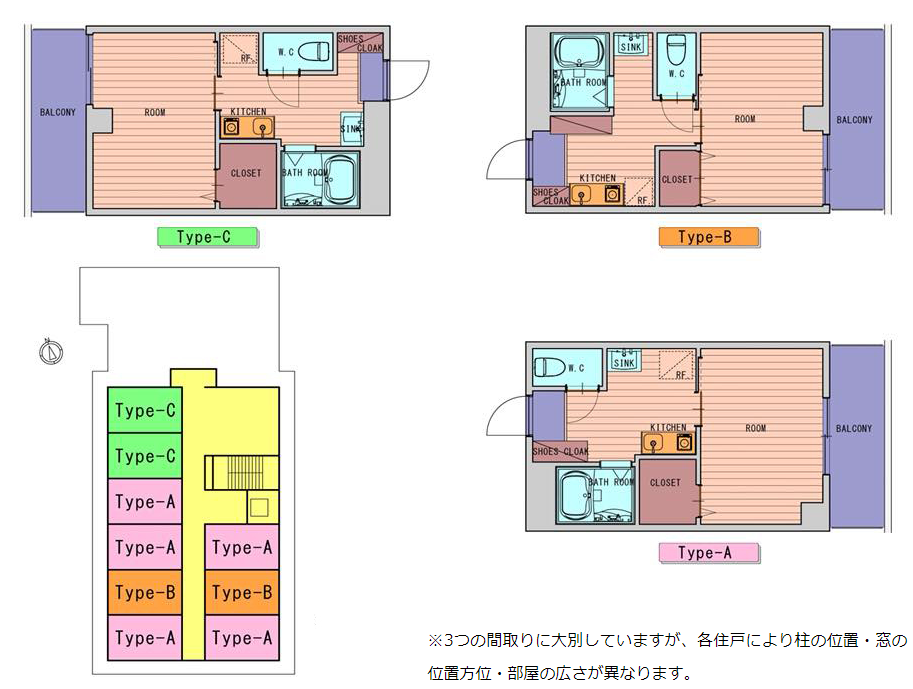 SHOES
CLOAK
W.C
RF.
BALCONY
ROOM
KITCHEN
SINK
CLOSET
BATH ROOM
Type-C
SINK
W.C
BATH ROOM
ROOM
BALCONY
KITCHEN
CLOSET
SHOES
CLOAK
RF.
Type-B
N
Type-C
Type-C
Type-A
Type-A
Type-A
Type-B
Type-B
Type-A
Type-A
W.C
SINK
RF.
KITCHEN
ROOM
BALCONY
SHOES CLOAK
BATH ROOM
CLOSET
Type-A
※3つの間取りに大別していますが、各住戸により柱の位置・窓の
位置方位・部屋の広さが異なります。